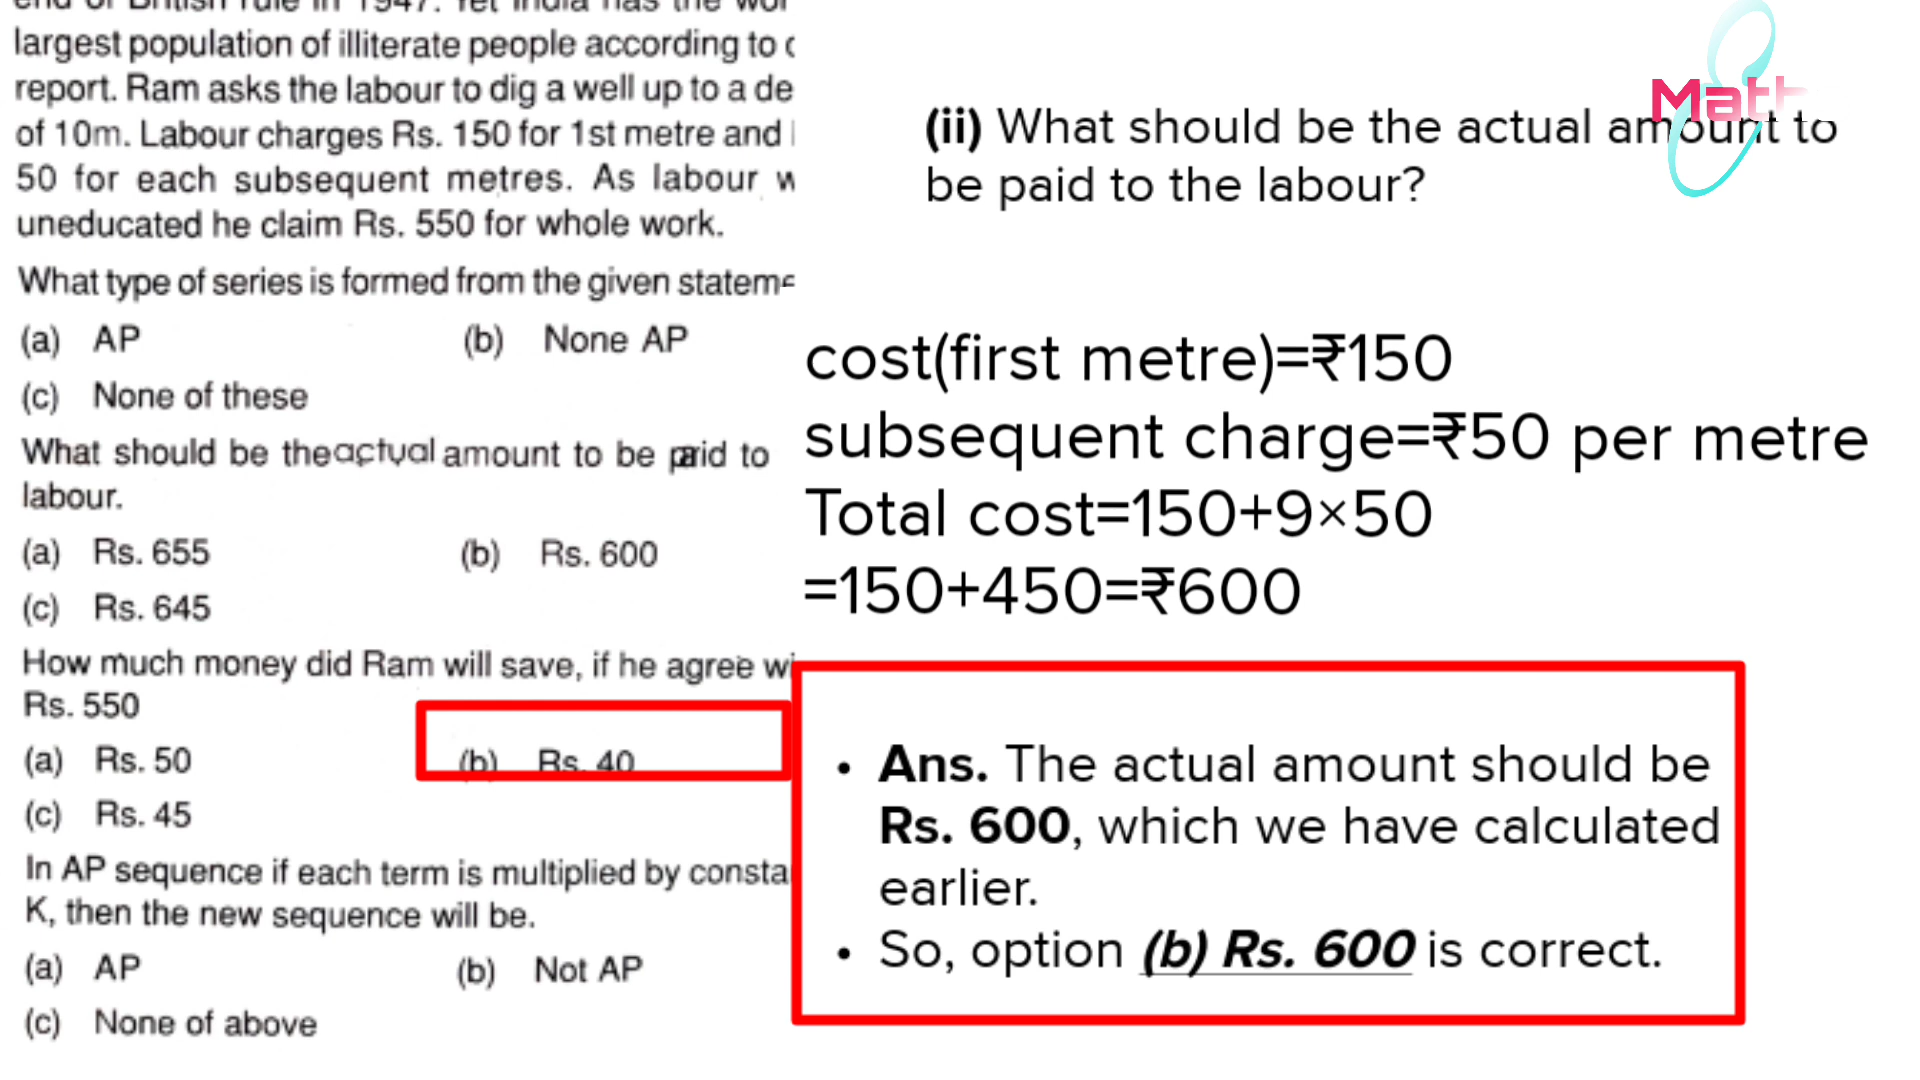 largest population of illiterate people according to
report. Ram asks the labour to dig a well up to a de
of 10m. Labour charges Rs. 150 for 1st metre and
50 for each subsequent metres. As labour w
uneducated he claim Rs. 550 for whole work.
What type of series is formed from the given stateme
(a) AP (b) None AP
(c) None of these
What should be the actual amount to be paid to
labour.
(a) Rs. 655 (b) Rs. 600
(c) Rs. 645
How much money did Ram will save, if he agree wi
Rs. 550
(a) Rs. 50 (b) Rs. 40
(c) Rs. 45
In AP sequence if each term is multiplied by consta
K, then the new sequence will be.
(a) AP (b) Not AP
(c) None of above
Math
(ii) What should be the actual amount to
be paid to the labour?
cost(first metre)=₹150
subsequent charge=₹50 per metre
Total cost=150+9×50
=150+450=₹600
• Ans. The actual amount should be
Rs. 600, which we have calculated
earlier.
• So, option (b) Rs. 600 is correct.